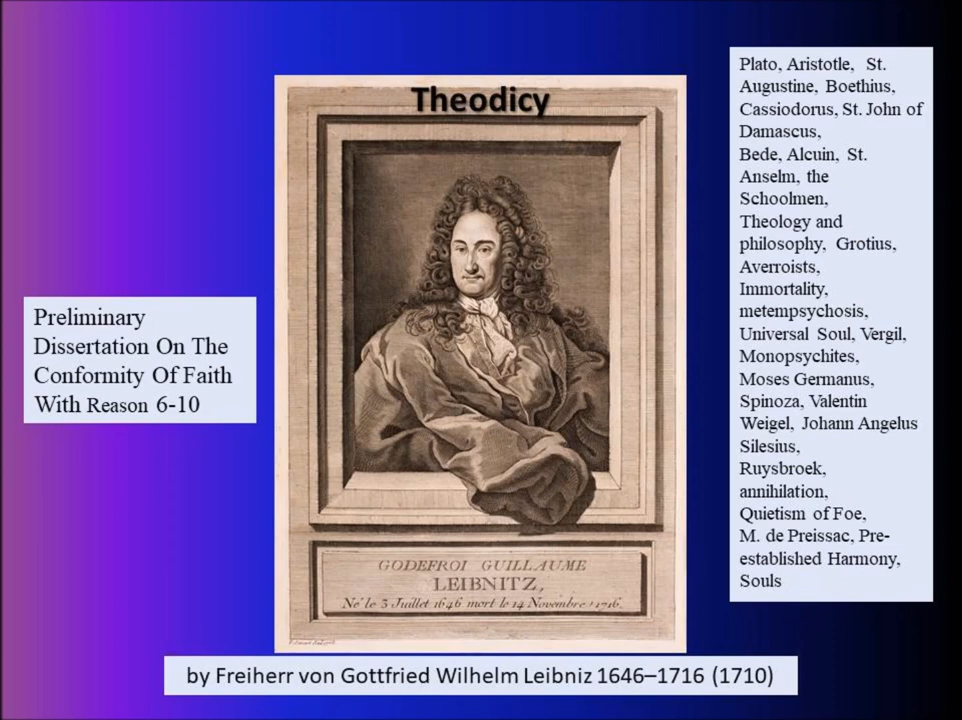 Theodicy
Preliminary
Dissertation On The
Conformity Of Faith
With Reason 6-10
GODEFROI GUILLAUME
LEIBNITZ,
Né le 3 Juillet 1646 mort le 14 Novembre 1716.
Plato, Aristotle, St.
Augustine, Boethius,
Cassiodorus, St. John of
Damascus,
Bede, Alcuin, St.
Anselm, the
Schoolmen,
Theology and
philosophy, Grotius,
Averroists,
Immortality,
metempsychosis,
Universal Soul, Vergil,
Monopsychites,
Moses Germanus,
Spinoza, Valentin
Weigel, Johann Angelus
Silesius,
Ruysbroek,
annihilation,
Quietism of Foe,
M. de Preissac, Pre-
established Harmony,
Souls
by Freiherr von Gottfried Wilhelm Leibniz 1646–1716 (1710)